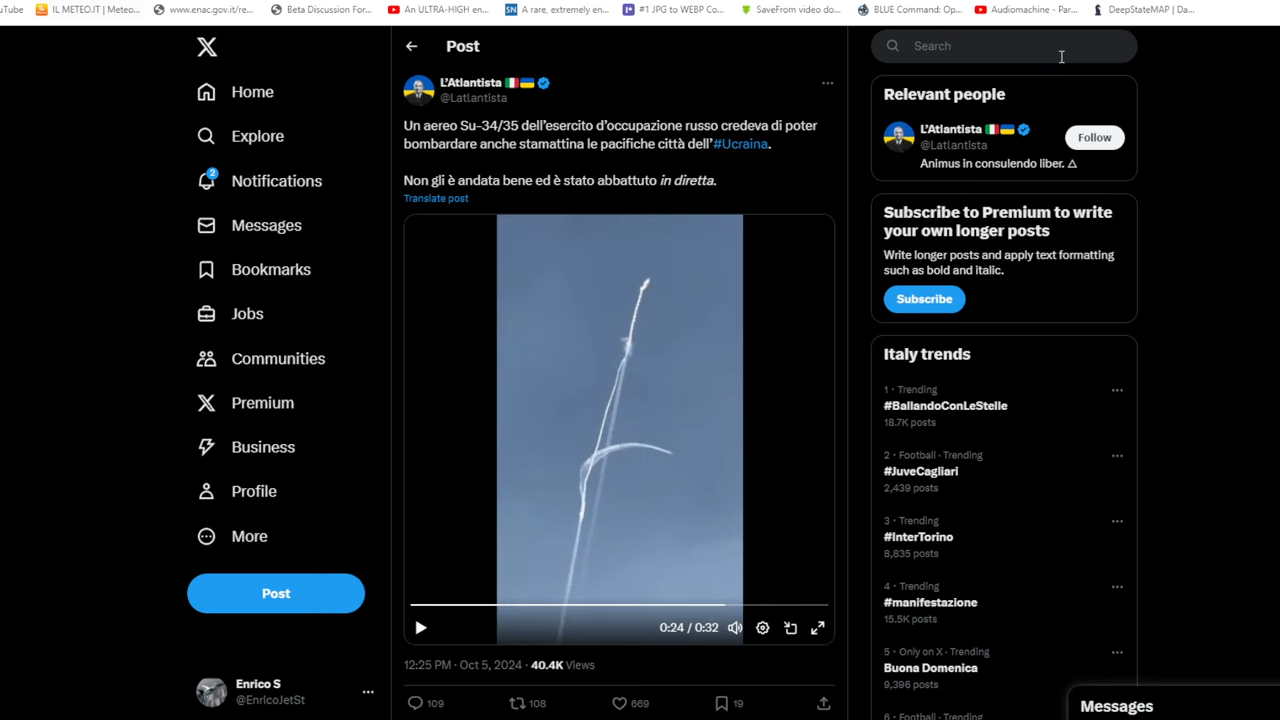 uTube
IL METEO.IT | Meteo...
www.enac.gov.it/re...
Beta Discussion For...
An ULTRA-HIGH en...
SN
A rare, extremely en...
#1 JPG to WEBP Co...
SaveFrom video do...
BLUE Command: Op...
Audiomachine - Par...
DeepStateMAP | Da...
Home
Explore
2
Notifications
Messages
Bookmarks
Jobs
Communities
Premium
Business
Profile
More
Post
Enrico S
@EnricoJetSt
Post
L'Atlantista
@Latlantista
Un aereo Su-34/35 dell'esercito d'occupazione russo credeva di poter
bombardare anche stamattina le pacifiche città dell'#Ucraina.
Non gli è andata bene ed è stato abbattuto in diretta.
Translate post
0:24 / 0:32
12:25 PM · Oct 5, 2024 · 40.4K Views
109
108
669
19
Search
Relevant people
L'Atlantista
@Latlantista
Follow
Animus in consulendo liber. △
Subscribe to Premium to write
your own longer posts
Write longer posts and apply text formatting
such as bold and italic.
Subscribe
Italy trends
1 · Trending
#BallandoConLeStelle
18.7K posts
2 · Football · Trending
#JuveCagliari
2,439 posts
3 · Trending
#InterTorino
8,835 posts
4 · Trending
#manifestazione
15.5K posts
5 · Only on X · Trending
Buona Domenica
9,396 posts
6 · Football · Trending
Messages